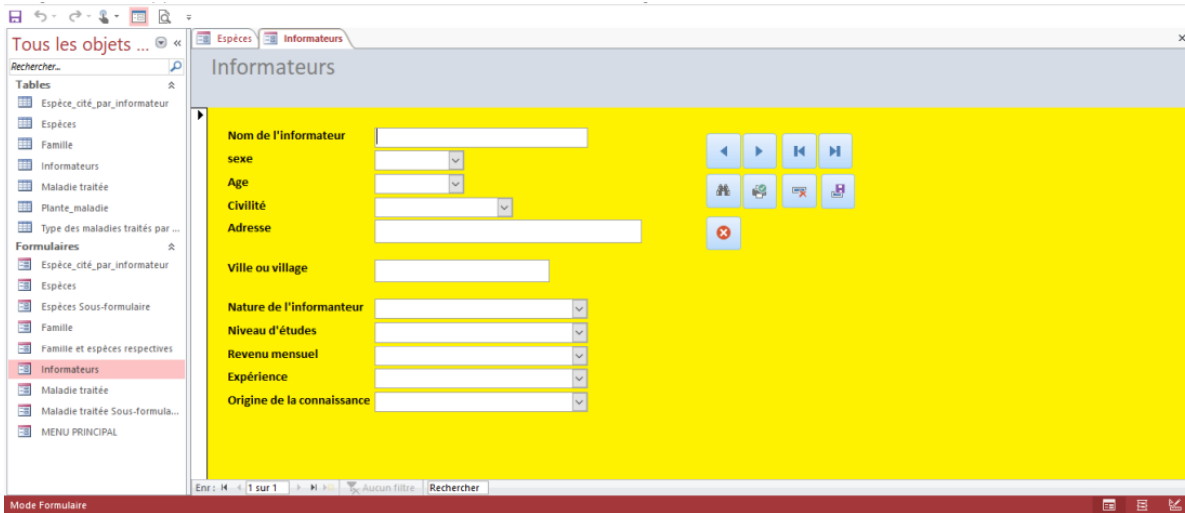 Tous les objets ...
Rechercher...
Tables
Espèce_cité_par_informateur
Espèces
Famille
Informateurs
Maladie traitée
Plante_maladie
Type des maladies traités par ...
Formulaires
Espèce_cité_par_informateur
Espèces
Espèces Sous-formulaire
Famille
Famille et espèces respectives
Informateurs
Maladie traitée
Maladie traitée Sous-formula...
MENU PRINCIPAL
Espèces
Informateurs
Informateurs
Nom de l'informateur
sexe
Age
Civilité
Adresse
Ville ou village
Nature de l'informanteur
Niveau d'études
Revenu mensuel
Expérience
Origine de la connaissance
Enr : 1 sur 1 Aucun filtre Rechercher
Mode Formulaire